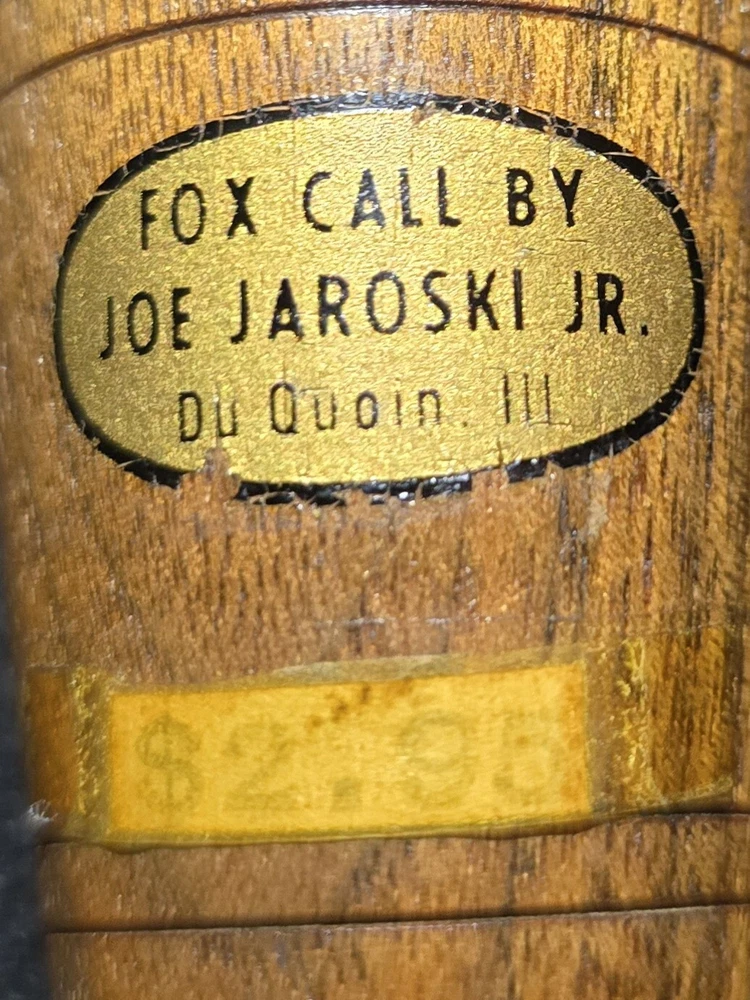 FOX CALL BY
JOE JAROSKI JR.
Du Quoin, Ill.
$2.95